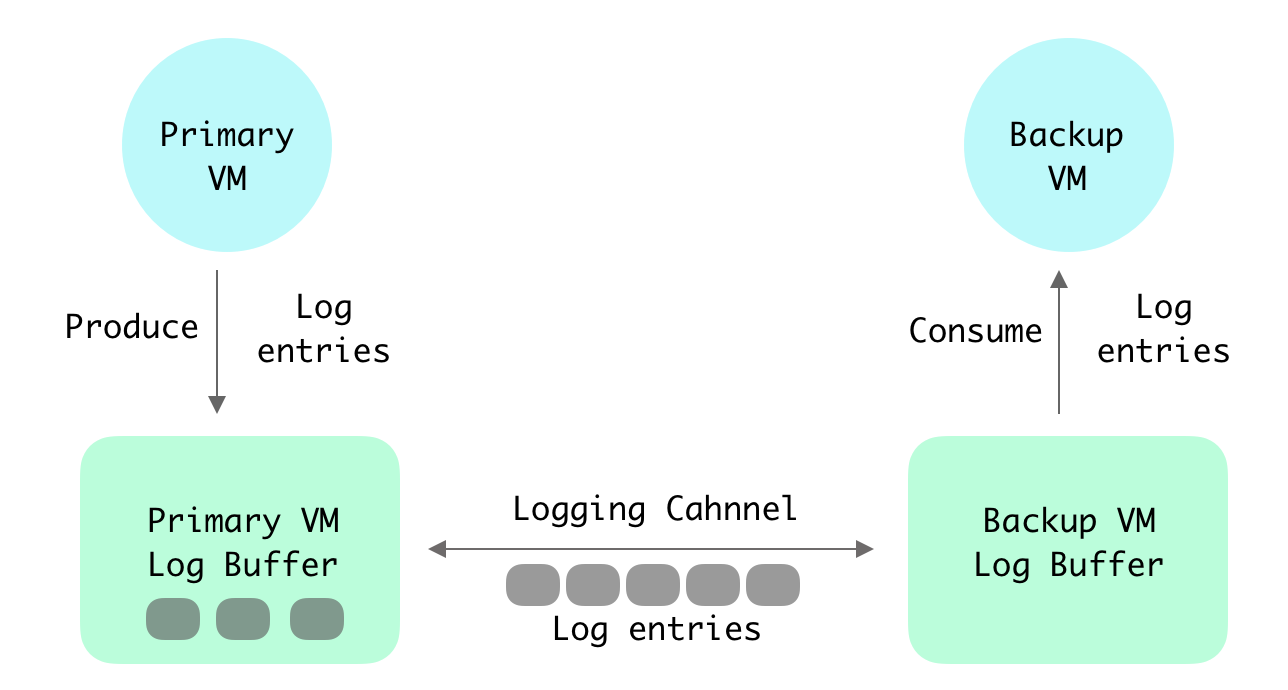 Primary
VM
Backup
VM
Produce
Log
entries
Consume
Log
entries
Primary VM
Log Buffer
Logging Cahnnel
Log entries
Backup VM
Log Buffer